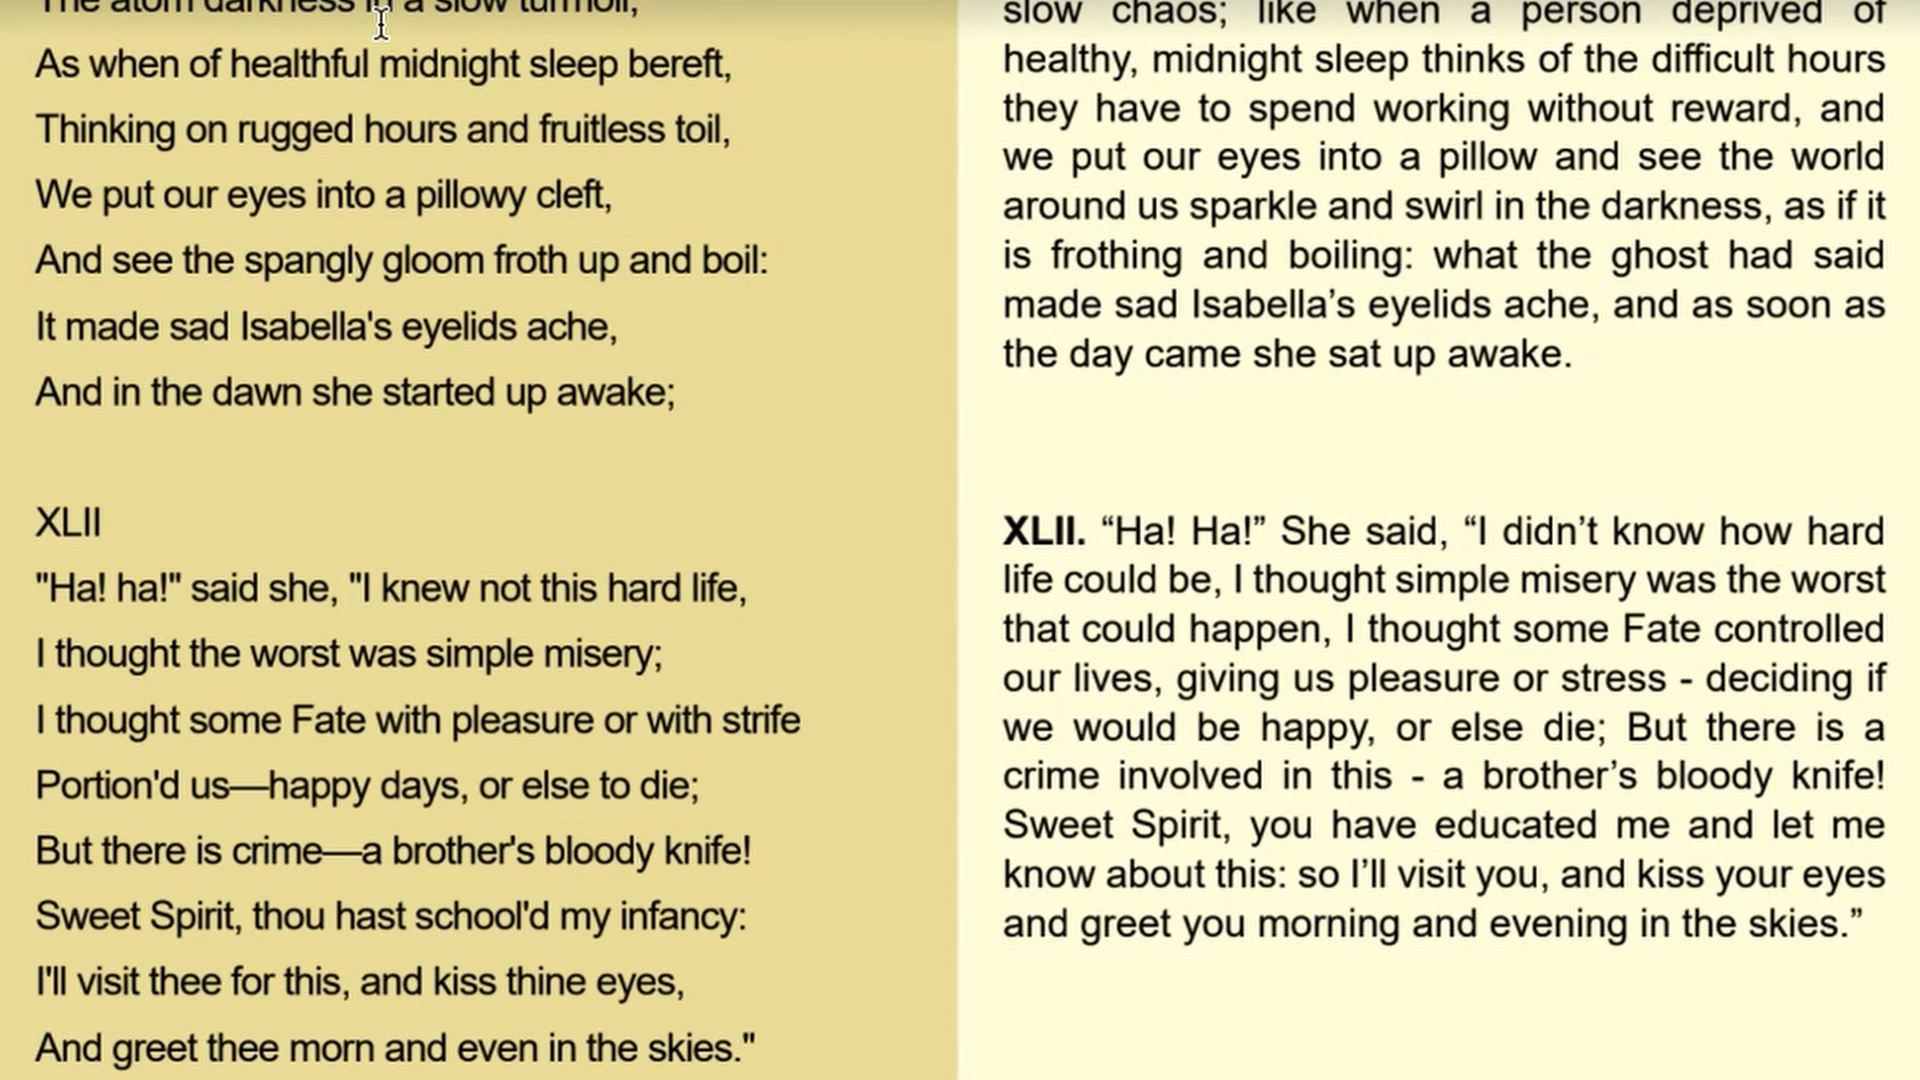 The atom darkness in a slow turmoil;
As when of healthful midnight sleep bereft,
Thinking on rugged hours and fruitless toil,
We put our eyes into a pillowy cleft,
And see the spangly gloom froth up and boil:
It made sad Isabella's eyelids ache,
And in the dawn she started up awake;
XLII
"Ha! ha!" said she, "I knew not this hard life,
I thought the worst was simple misery;
I thought some Fate with pleasure or with strife
Portion'd us—happy days, or else to die;
But there is crime—a brother's bloody knife!
Sweet Spirit, thou hast school'd my infancy:
I'll visit thee for this, and kiss thine eyes,
And greet thee morn and even in the skies."
slow chaos; like when a person deprived of
healthy, midnight sleep thinks of the difficult hours
they have to spend working without reward, and
we put our eyes into a pillow and see the world
around us sparkle and swirl in the darkness, as if it
is frothing and boiling: what the ghost had said
made sad Isabella’s eyelids ache, and as soon as
the day came she sat up awake.
XLII. “Ha! Ha!” She said, “I didn’t know how hard
life could be, I thought simple misery was the worst
that could happen, I thought some Fate controlled
our lives, giving us pleasure or stress - deciding if
we would be happy, or else die; But there is a
crime involved in this - a brother’s bloody knife!
Sweet Spirit, you have educated me and let me
know about this: so I’ll visit you, and kiss your eyes
and greet you morning and evening in the skies.”